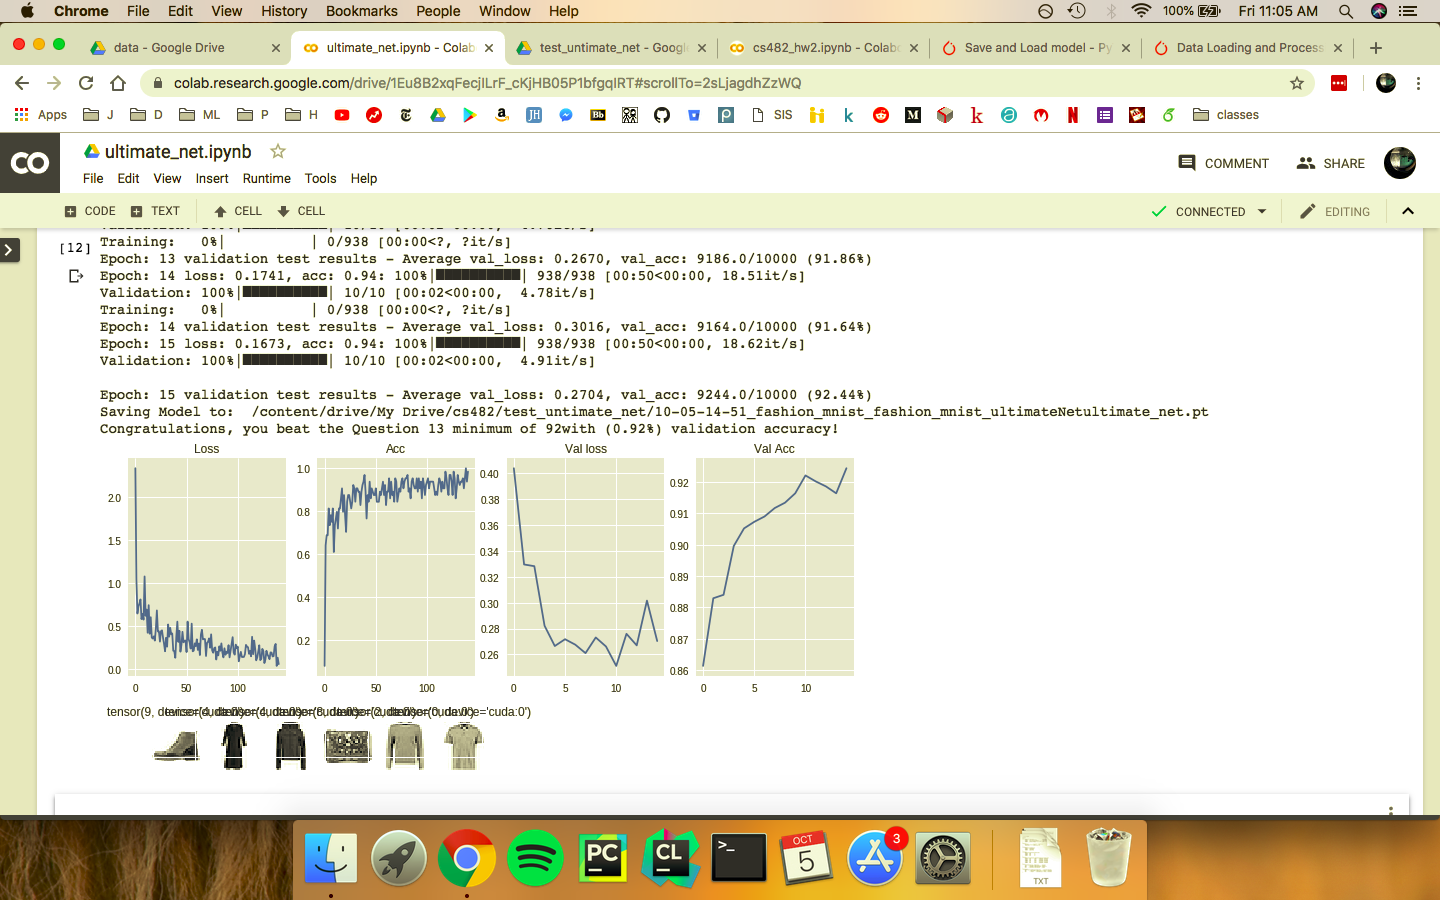 Chrome File Edit View History Bookmarks People Window Help 100% Fri 11:05 AM
data - Google Drive ultimate_net.ipynb - Colab test_untimate_net - Google cs482_hw2.ipynb - Colabo Save and Load model - Py Data Loading and Process
colab.research.google.com/drive/1Eu8B2xqFecjlLrF_cKjHB05P1bfgqlRT#scrollTo=2sLjagdhZzWQ
Apps J D ML P H JH Bb SIS k M k N classes
CO ultimate_net.ipynb
COMMENT SHARE
File Edit View Insert Runtime Tools Help
CODE TEXT CELL CELL CONNECTED EDITING
[12] Training: 0%| | 0/938 [00:00<?, ?it/s]
Epoch: 13 validation test results - Average val_loss: 0.2670, val_acc: 9186.0/10000 (91.86%)
Epoch: 14 loss: 0.1741, acc: 0.94: 100%|██████████| 938/938 [00:50<00:00, 18.51it/s]
Validation: 100%|██████████| 10/10 [00:02<00:00, 4.78it/s]
Training: 0%| | 0/938 [00:00<?, ?it/s]
Epoch: 14 validation test results - Average val_loss: 0.3016, val_acc: 9164.0/10000 (91.64%)
Epoch: 15 loss: 0.1673, acc: 0.94: 100%|██████████| 938/938 [00:50<00:00, 18.62it/s]
Validation: 100%|██████████| 10/10 [00:02<00:00, 4.91it/s]
Epoch: 15 validation test results - Average val_loss: 0.2704, val_acc: 9244.0/10000 (92.44%)
Saving Model to: /content/drive/My Drive/cs482/test_untimate_net/10-05-14-51_fashion_mnist_fashion_mnist_ultimateNetultimate_net.pt
Congratulations, you beat the Question 13 minimum of 92with (0.92%) validation accuracy!
Loss Acc Val loss Val Acc
2.0 1.5 1.0 0.5 0.0
0 50 100
1.0 0.8 0.6 0.4 0.2
0 50 100
0.40 0.38 0.36 0.34 0.32 0.30 0.28 0.26
0 5 10
0.92 0.91 0.90 0.89 0.88 0.87 0.86
0 5 10
tensor(9, device='cuda:0')
PC CL >_ OCT 5 3 TXT